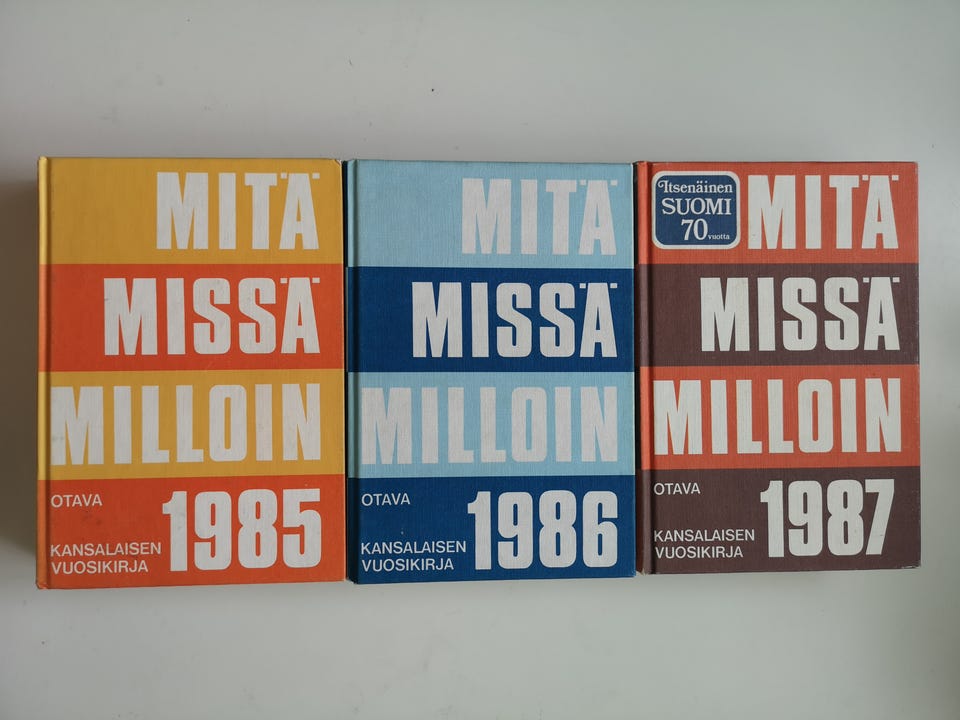 MITÄ
MISSÄ
MILLOIN
OTAVA
1985
KANSALAISEN
VUOSIKIRJA
MITÄ
MISSÄ
MILLOIN
OTAVA
1986
KANSALAISEN
VUOSIKIRJA
Itsenäinen
SUOMI
70 vuotta
MITÄ
MISSÄ
MILLOIN
OTAVA
1987
KANSALAISEN
VUOSIKIRJA